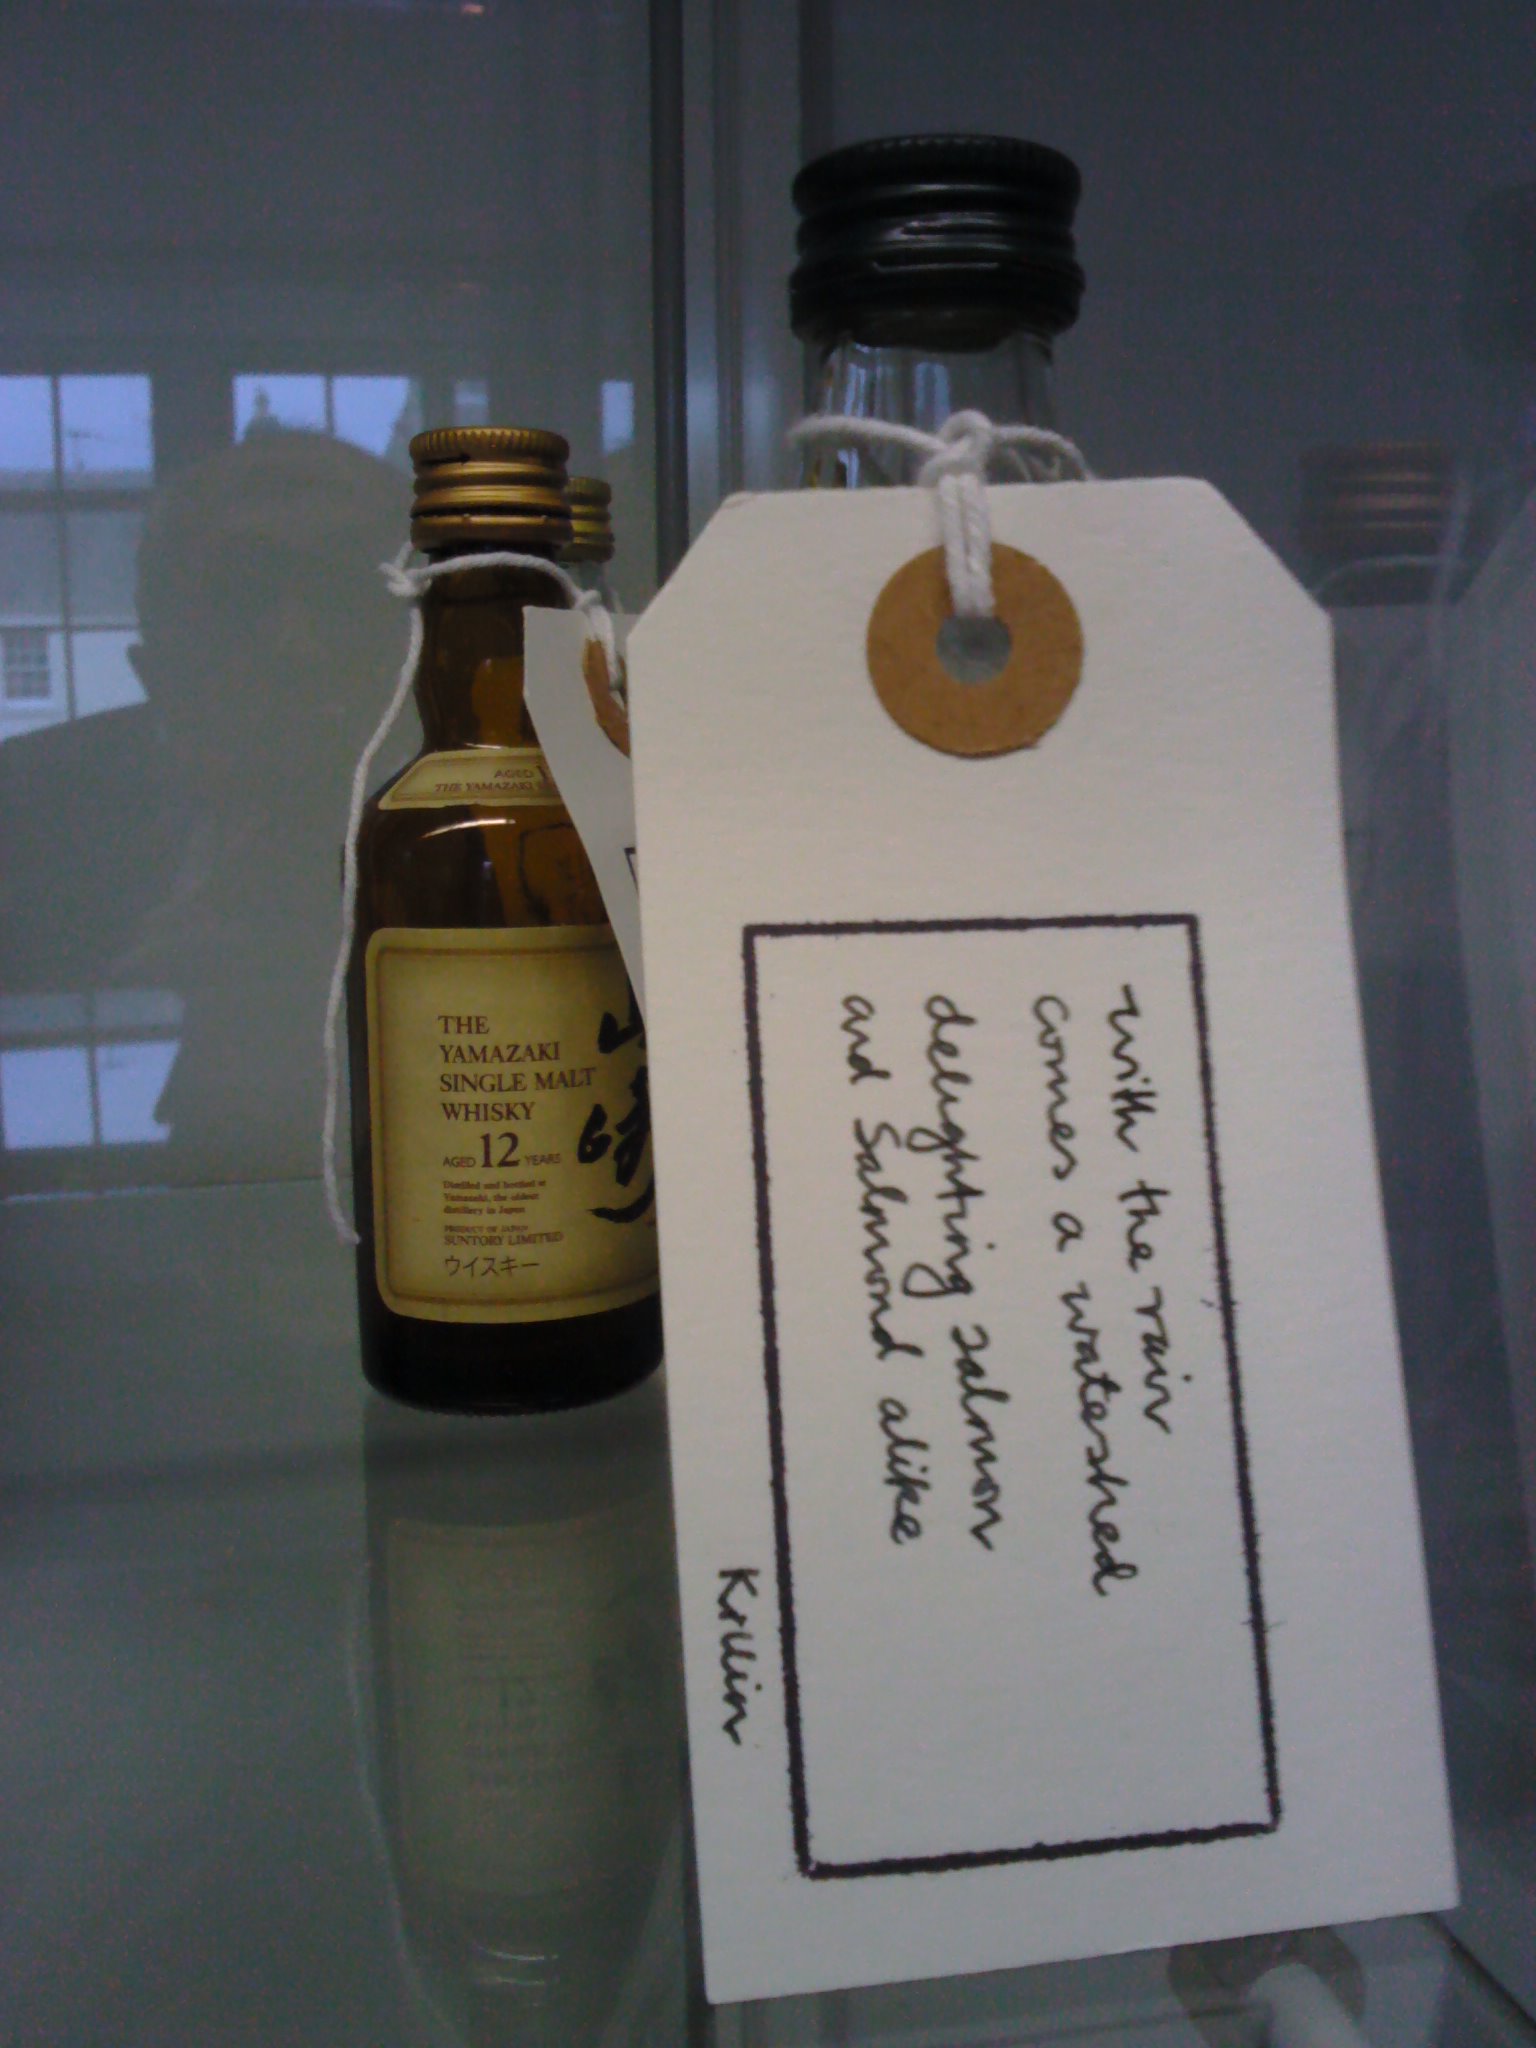 AGED
THE YAMAZAKI
THE
YAMAZAKI
SINGLE MALT
WHISKY
AGED 12 YEARS
Distilled and bottled at
Yamazaki, the oldest
distillery in Japan
PRODUCT OF JAPAN
SUNTORY LIMITED
ウイスキー
山崎
with the rain
comes a watershed
delighting salmon
and Salmond alike
Krillin